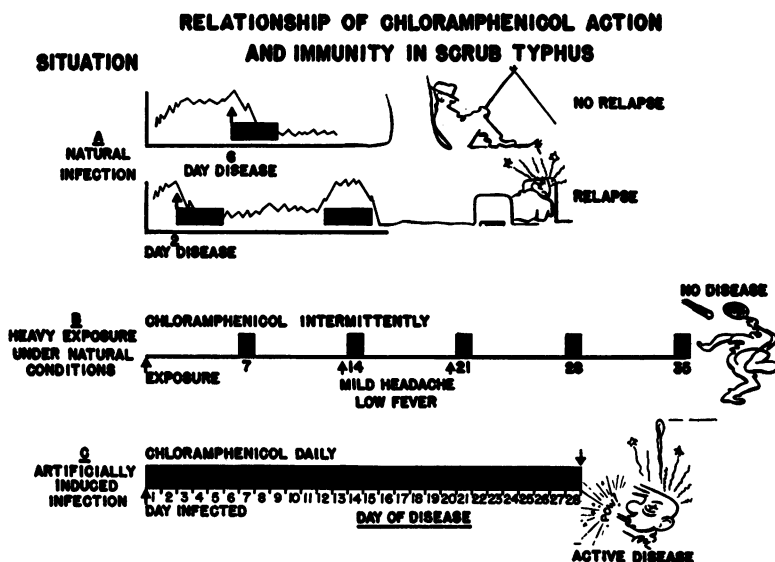 RELATIONSHIP OF CHLORAMPHENICOL ACTION
AND IMMUNITY IN SCRUB TYPHUS
SITUATION
A
NATURAL
INFECTION
NO RELAPSE
6
DAY DISEASE
RELAPSE
2
DAY DISEASE
B
HEAVY EXPOSURE
UNDER NATURAL
CONDITIONS
CHLORAMPHENICOL INTERMITTENTLY
NO DISEASE
EXPOSURE
7
14
21
28
35
MILD HEADACHE
LOW FEVER
C
ARTIFICIALLY
INDUCED
INFECTION
CHLORAMPHENICOL DAILY
1 2 3 4 5 6 7 8 9 10 11 12 13 14 15 16 17 18 19 20 21 22 23 24 25 26 27 28
DAY INFECTED
DAY OF DISEASE
POW
ACTIVE DISEASE